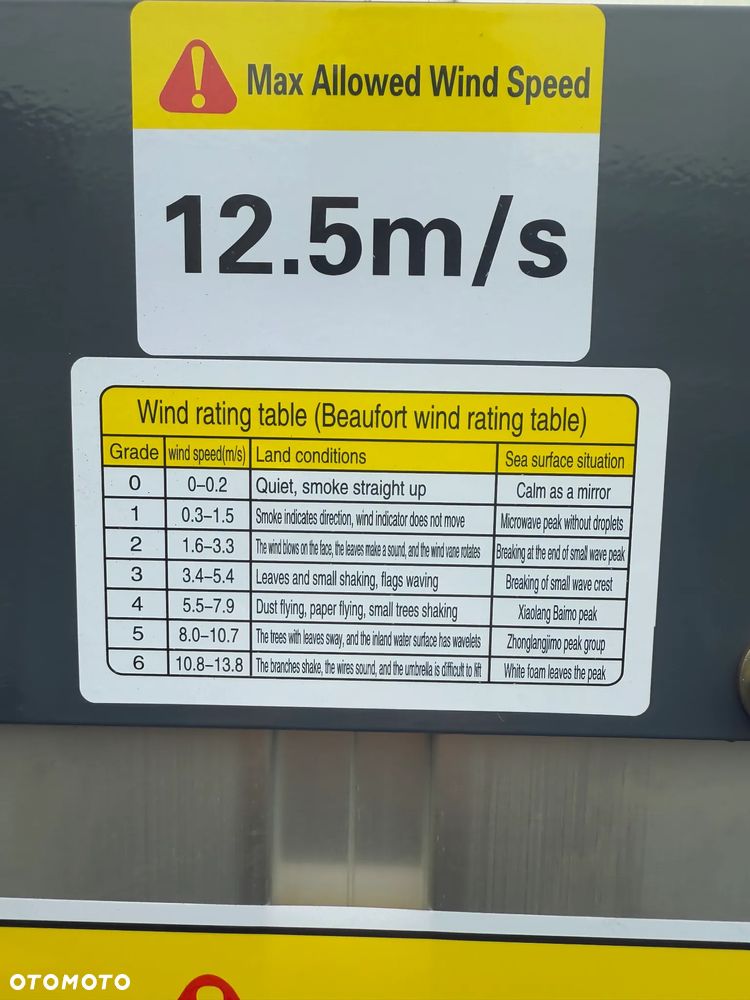 Max Allowed Wind Speed
12.5m/s
Wind rating table (Beaufort wind rating table)
Grade wind speed(m/s) Land conditions Sea surface situation
0 0–0.2 Quiet, smoke straight up Calm as a mirror
1 0.3–1.5 Smoke indicates direction, wind indicator does not move Microwave peak without droplets
2 1.6–3.3 The wind blows on the face, the leaves make a sound, and the wind vane rotates Breaking at the end of small wave peak
3 3.4–5.4 Leaves and small shaking, flags waving Breaking of small wave crest
4 5.5–7.9 Dust flying, paper flying, small trees shaking Xiaolang Baimo peak
5 8.0–10.7 The trees with leaves sway, and the inland water surface has wavelets Zhonglangjimo peak group
6 10.8–13.8 The branches shake, the wires sound, and the umbrella is difficult to lift White foam leaves the peak
OTOMOTO